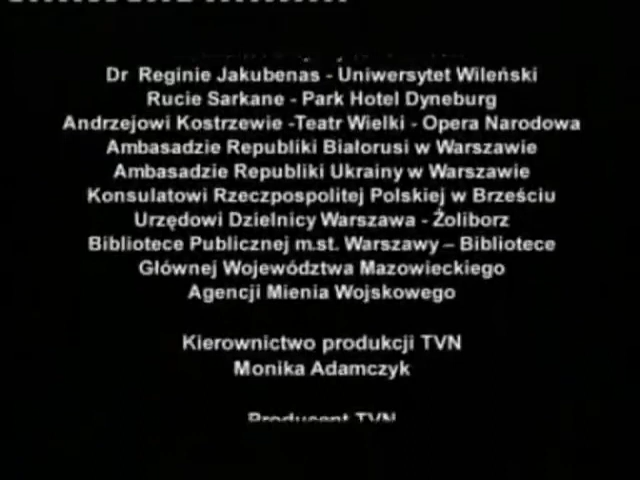 Dr Reginie Jakubenas - Uniwersytet Wileński
Rucie Sarkane - Park Hotel Dyneburg
Andrzejowi Kostrzewie -Teatr Wielki - Opera Narodowa
Ambasadzie Republiki Białorusi w Warszawie
Ambasadzie Republiki Ukrainy w Warszawie
Konsulatowi Rzeczpospolitej Polskiej w Brześciu
Urzędowi Dzielnicy Warszawa - Żoliborz
Bibliotece Publicznej m.st. Warszawy – Bibliotece
Głównej Województwa Mazowieckiego
Agencji Mienia Wojskowego
Kierownictwo produkcji TVN
Monika Adamczyk
Producent TVN